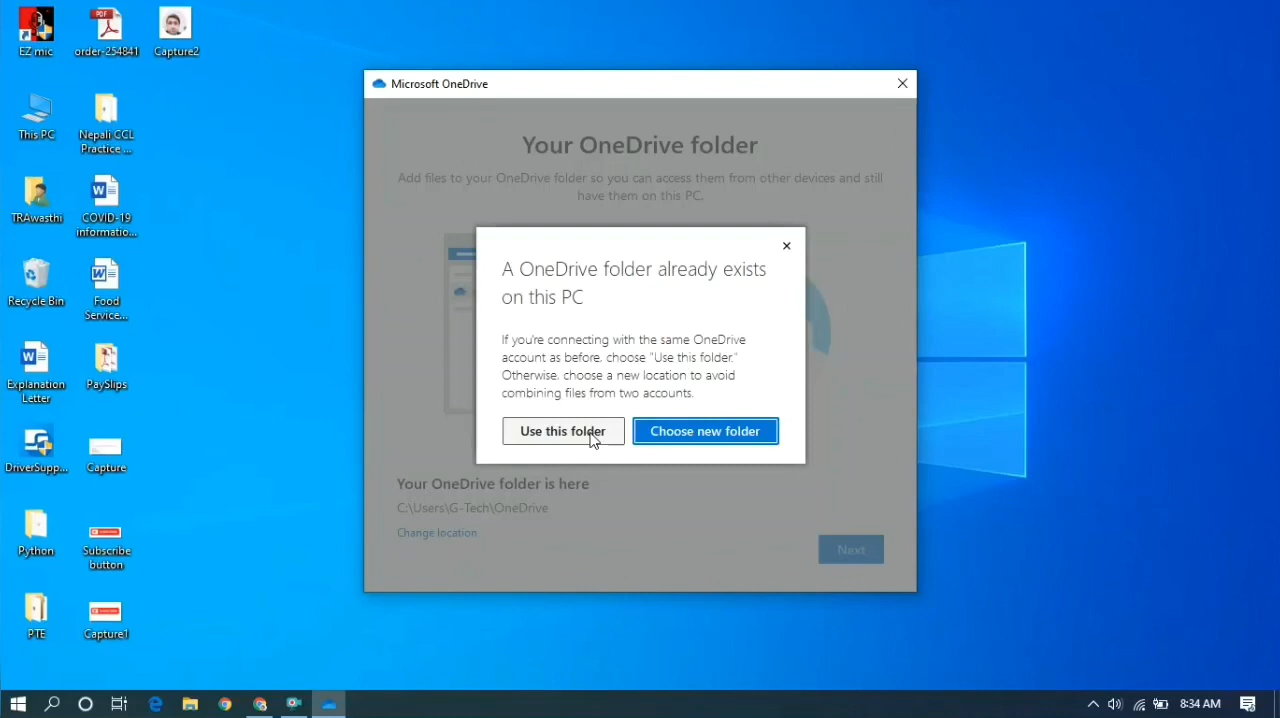 EZ mic
PDF
order-254841
Capture2
This PC
Nepali CCL
Practice ...
TRAwasthi
COVID-19
informatio...
Recycle Bin
Food
Service...
Explanation
Letter
PaySlips
DriverSupp...
Capture
Python
Subscribe
button
PTE
Capture1
Microsoft OneDrive
Your OneDrive folder
Add files to your OneDrive folder so you can access them from other devices and still
have them on this PC.
A OneDrive folder already exists
on this PC
If you're connecting with the same OneDrive
account as before, choose "Use this folder."
Otherwise, choose a new location to avoid
combining files from two accounts.
Use this folder
Choose new folder
Your OneDrive folder is here
C:\Users\G-Tech\OneDrive
Change location
Next
8:34 AM